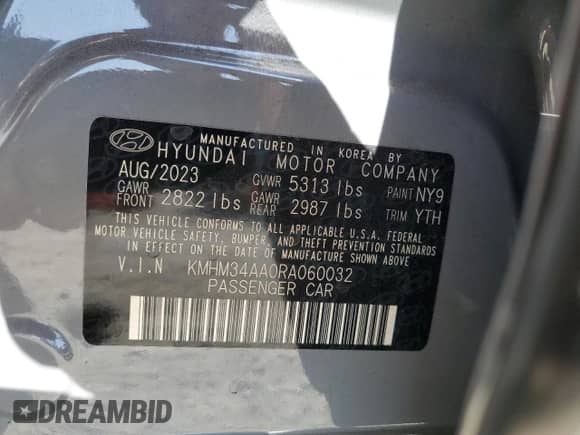 MANUFACTURED IN KOREA BY
HYUNDAI MOTOR COMPANY
AUG/2023 GVWR 5313 lbs PAINT NY9
GAWR FRONT 2822 lbs GAWR REAR 2987 lbs TRIM YTH
THIS VEHICLE CONFORMS TO ALL APPLICABLE U.S.A. FEDERAL
MOTOR VEHICLE SAFETY, BUMPER, AND THEFT PREVENTION STANDARDS
IN EFFECT ON THE DATE OF MANUFACTURE SHOWN ABOVE.
V.I.N KMHM34AA0RA060032
PASSENGER CAR
DREAMBID